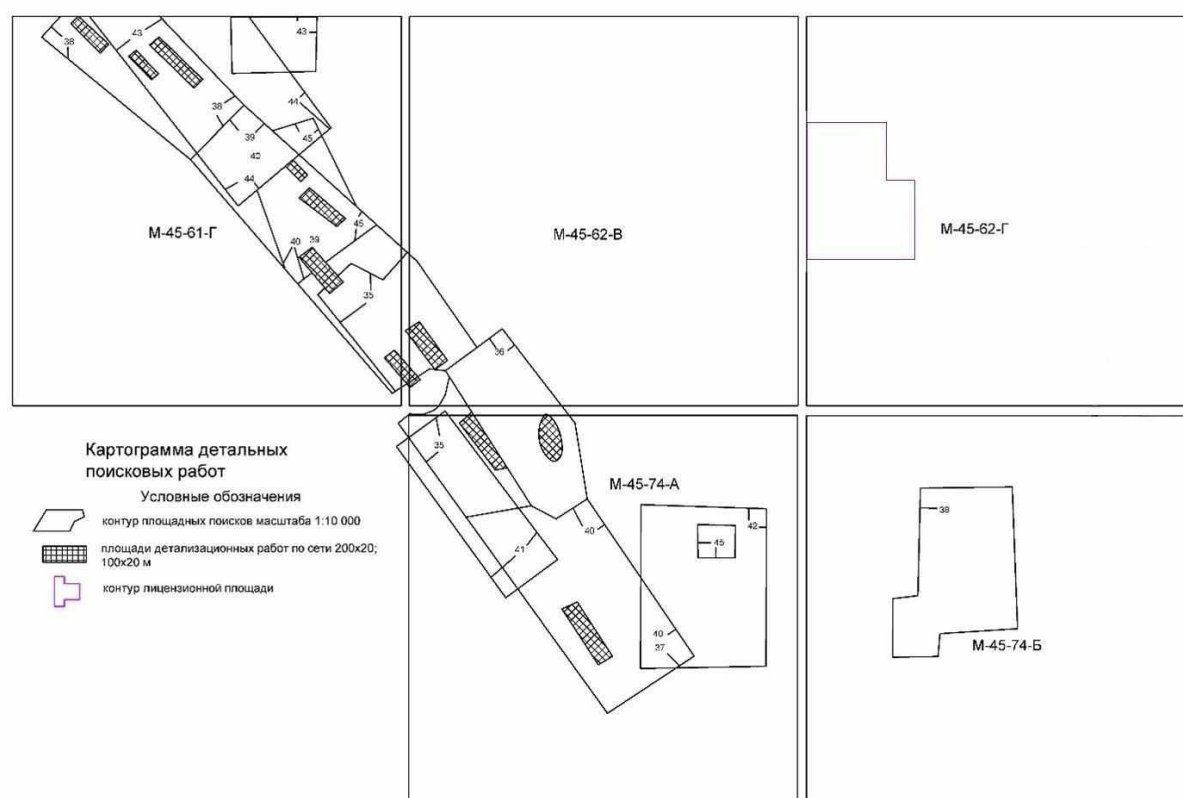 43
38
43
44
38
39
45
40
44
М-45-61-Г
М-45-62-В
М-45-62-Г
45
40
39
35
36
Картограмма детальных
поисковых работ
Условные обозначения
контур площадных поисков масштаба 1:10 000
площади детализационных работ по сети 200х20;
100х20 м
контур лицензионной площади
35
М-45-74-А
40
42
41
45
40
37
38
М-45-74-Б